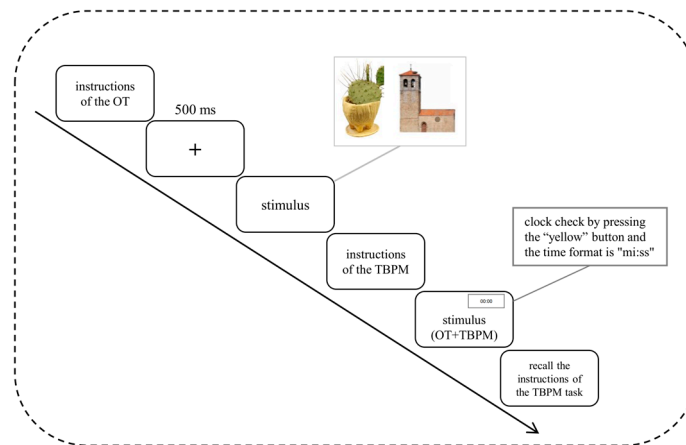 instructions
of the OT
500 ms
+
stimulus
instructions
of the TBPM
clock check by pressing
the “yellow” button and
the time format is "mi:ss"
00:00
stimulus
(OT+TBPM)
recall the
instructions of
the TBPM task